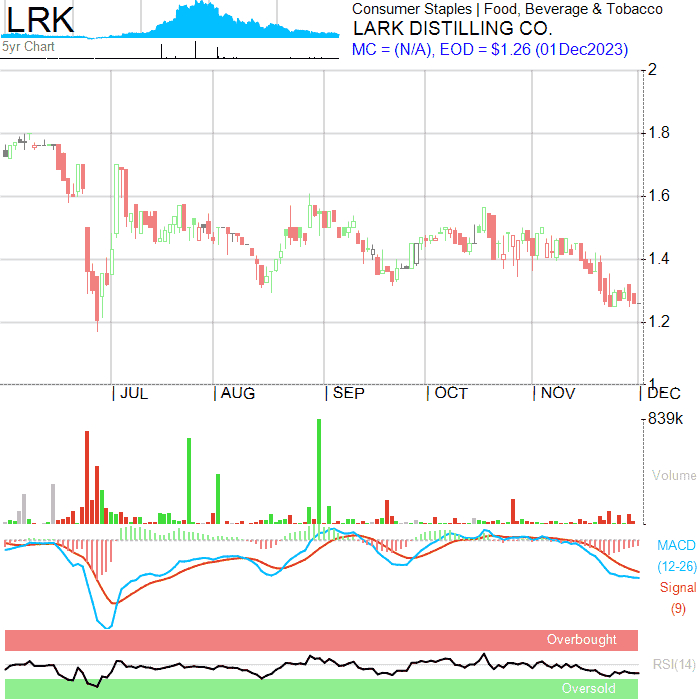 LRK
Consumer Staples | Food, Beverage & Tobacco
LARK DISTILLING CO.
5yr Chart
MC = (N/A), EOD = $1.26 (01Dec2023)
2
1.8
1.6
1.4
1.2
1
| JUL
| AUG
| SEP
| OCT
| NOV
| DEC
839k
Volume
MACD
(12-26)
Signal
(9)
Overbought
RSI(14)
Oversold